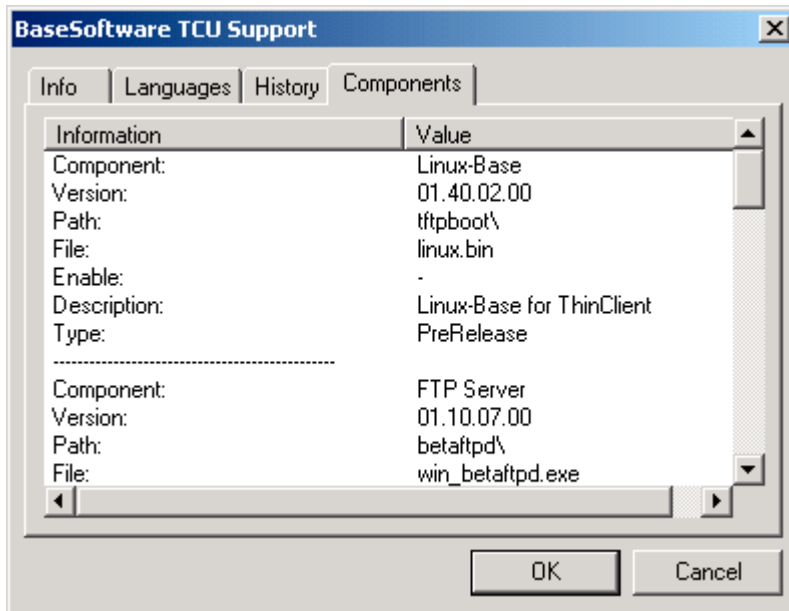 BaseSoftware TCU Support
Info Languages History Components
Information Value
Component: Linux-Base
Version: 01.40.02.00
Path: tftpboot\
File: linux.bin
Enable: -
Description: Linux-Base for ThinClient
Type: PreRelease
-----------------------------------------------
Component: FTP Server
Version: 01.10.07.00
Path: betaftpd\
File: win_betaftpd.exe
OK Cancel